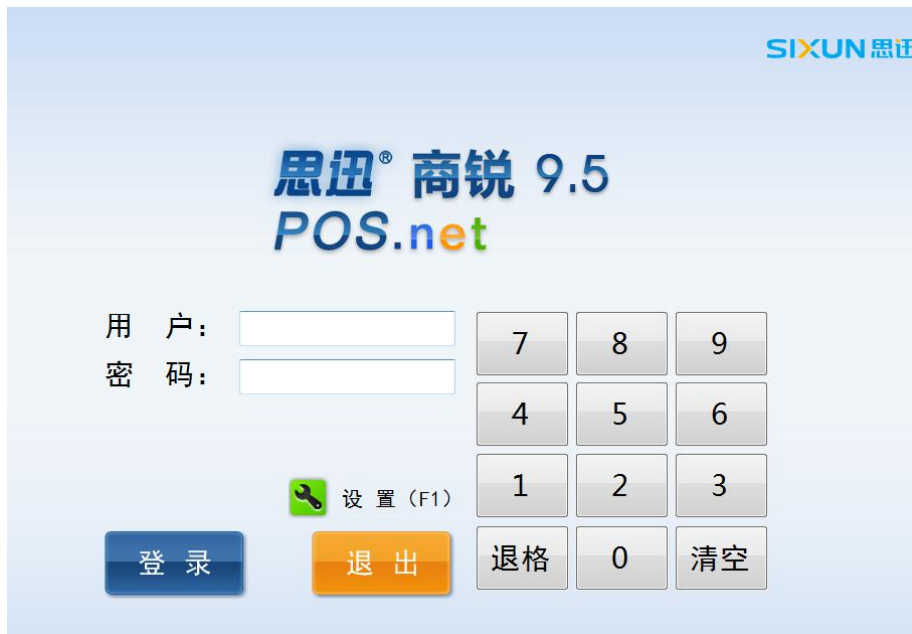 SIXUN思迅
思迅® 商锐 9.5
POS.net
用 户：
密 码：
7 8 9
4 5 6
设 置（F1）
1 2 3
登 录
退 出
退格 0 清空